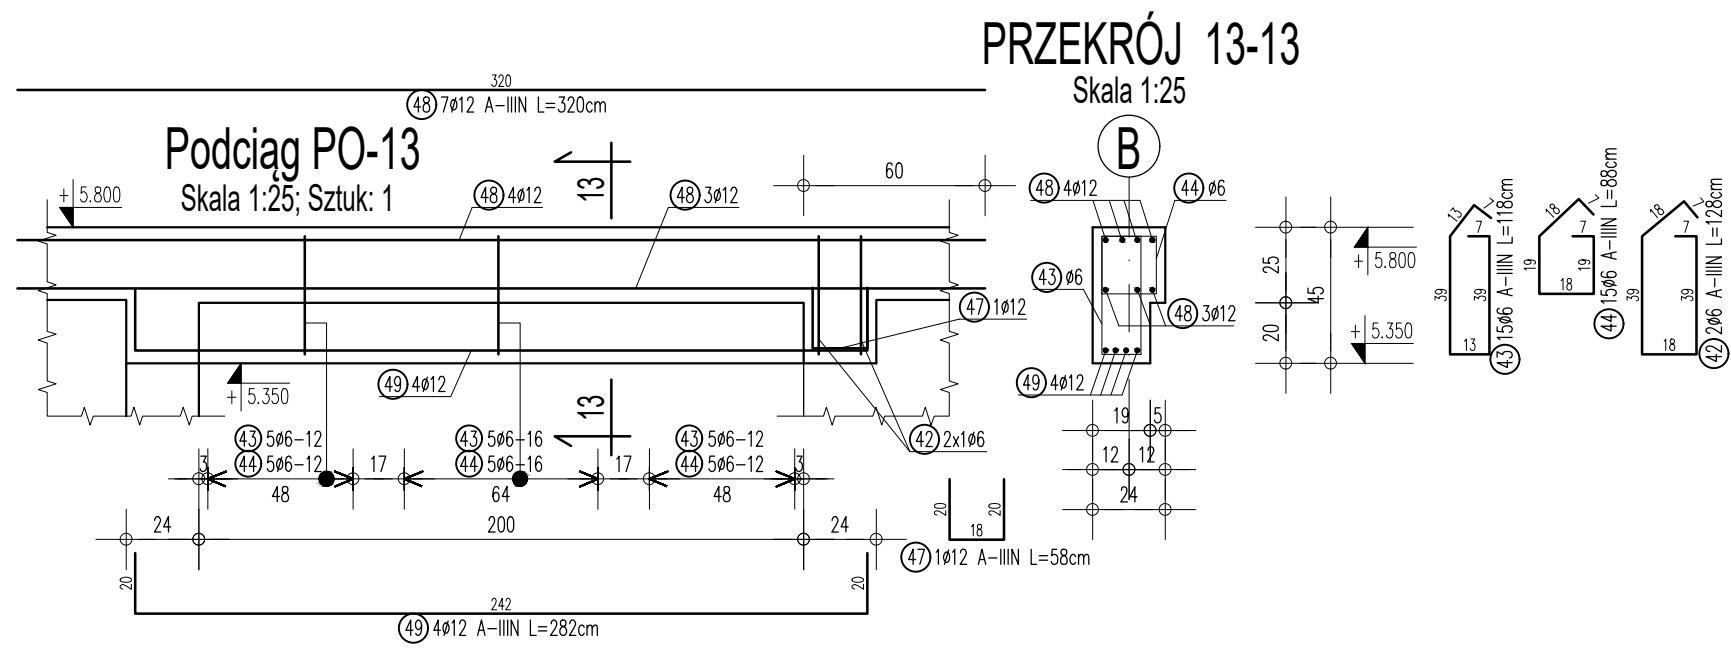 PRZEKRÓJ 13-13
Skala 1:25
320
48 7ø12 A-IIIN L=320cm
Podciąg PO-13
Skala 1:25; Sztuk: 1
B
13
60
+ 5.800
48 4ø12
48 3ø12
48 4ø12
44 ø6
43 ø6
47 1ø12
48 3ø12
49 4ø12
49 4ø12
+ 5.350
13
42 2x1ø6
25
20
45
+ 5.800
+ 5.350
13
7
7
39
39
13
43 15ø6 A-IIIN L=118cm
18
7
7
19
19
18
44 15ø6 A-IIIN L=88cm
18
7
7
39
39
18
42 2ø6 A-IIIN L=128cm
43 5ø6-12
43 5ø6-16
43 5ø6-12
44 5ø6-12
44 5ø6-16
44 5ø6-12
3
48
17
64
17
48
3
19
5
12
12
24
24
200
24
20
20
18
47 1ø12 A-IIIN L=58cm
20
20
242
49 4ø12 A-IIIN L=282cm